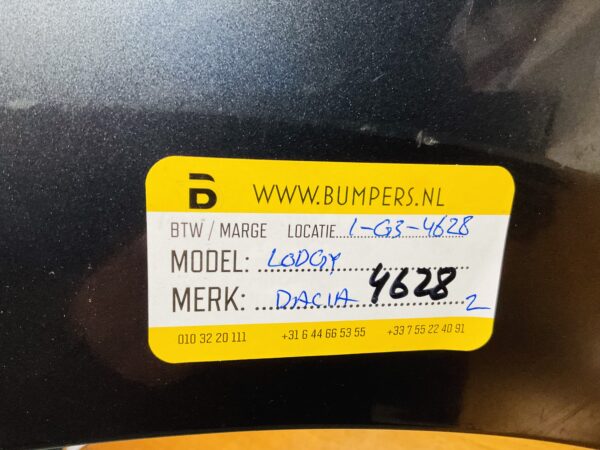 B WWW.BUMPERS.NL
BTW / MARGE LOCATIE 1-G3-4628
MODEL: LODGY
MERK: DACIA 4628 2
010 32 20 111 +31 6 44 66 53 55 +33 7 55 22 40 91